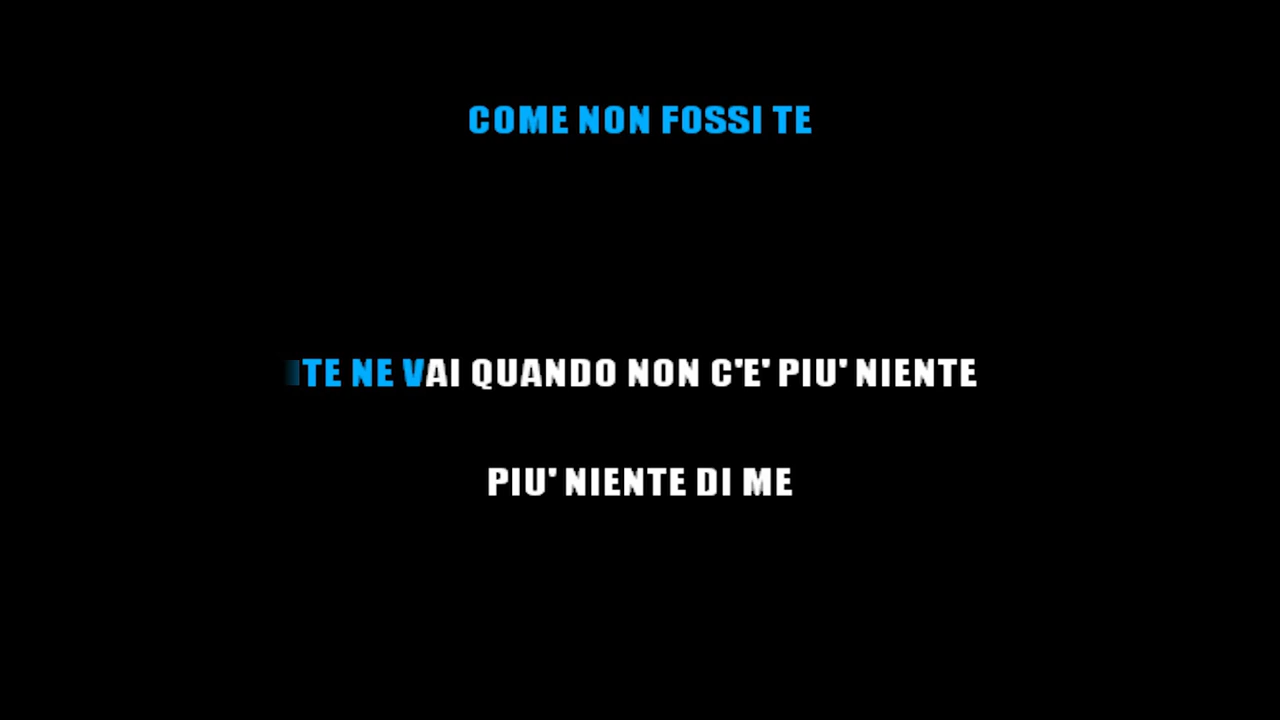 COME NON FOSSI TE
TE NE VAI QUANDO NON C'E' PIU' NIENTE
PIU' NIENTE DI ME